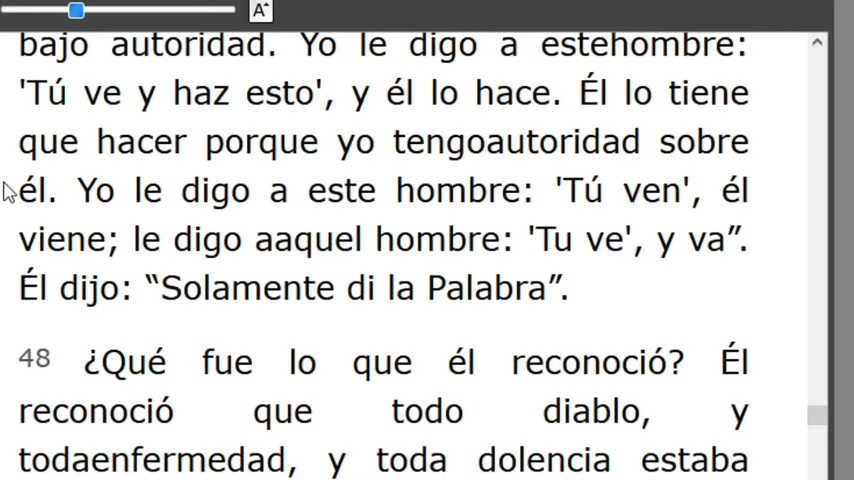 A
bajo autoridad. Yo le digo a estehombre:
'Tú ve y haz esto', y él lo hace. Él lo tiene
que hacer porque yo tengoautoridad sobre
él. Yo le digo a este hombre: 'Tú ven', él
viene; le digo aaquel hombre: 'Tu ve', y va”.
Él dijo: “Solamente di la Palabra”.
48 ¿Qué fue lo que él reconoció? Él
reconoció que todo diablo, y
todaenfermedad, y toda dolencia estaba